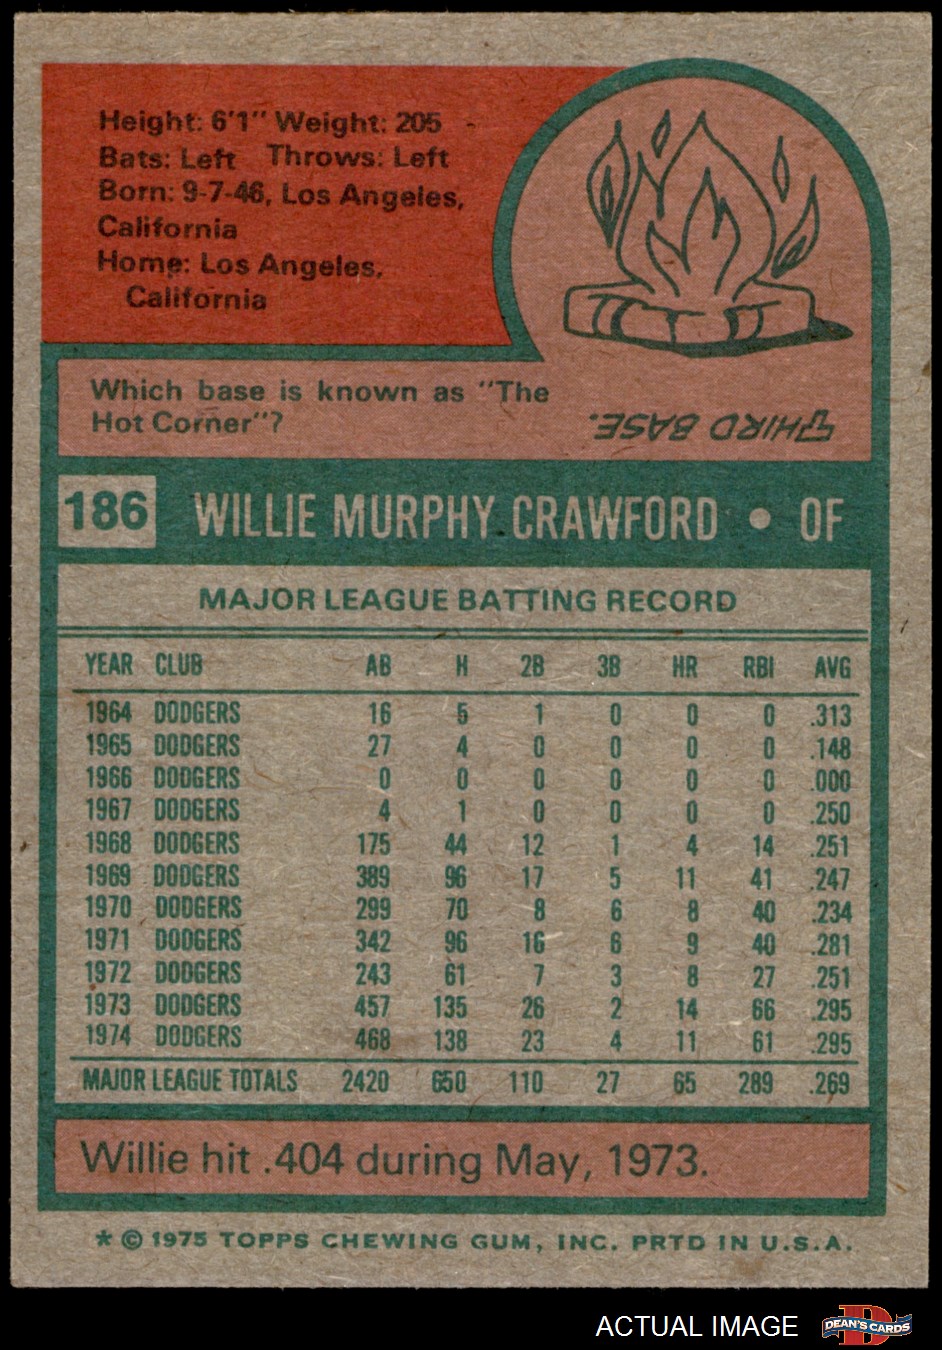 Height: 6'1" Weight: 205
Bats: Left Throws: Left
Born: 9-7-46, Los Angeles,
California
Home: Los Angeles,
California
Which base is known as "The
Hot Corner"?
THIRD BASE.
186 WILLIE MURPHY CRAWFORD • OF
MAJOR LEAGUE BATTING RECORD
YEAR CLUB AB H 2B 3B HR RBI AVG
1964 DODGERS 16 5 1 0 0 0 .313
1965 DODGERS 27 4 0 0 0 0 .148
1966 DODGERS 0 0 0 0 0 0 .000
1967 DODGERS 4 1 0 0 0 0 .250
1968 DODGERS 175 44 12 1 4 14 .251
1969 DODGERS 389 96 17 5 11 41 .247
1970 DODGERS 299 70 8 6 8 40 .234
1971 DODGERS 342 96 16 6 9 40 .281
1972 DODGERS 243 61 7 3 8 27 .251
1973 DODGERS 457 135 26 2 14 66 .295
1974 DODGERS 468 138 23 4 11 61 .295
MAJOR LEAGUE TOTALS 2420 650 110 27 65 289 .269
Willie hit .404 during May, 1973.
* © 1975 TOPPS CHEWING GUM, INC. PRTD IN U.S.A.
ACTUAL IMAGE
D
DEAN'S CARDS